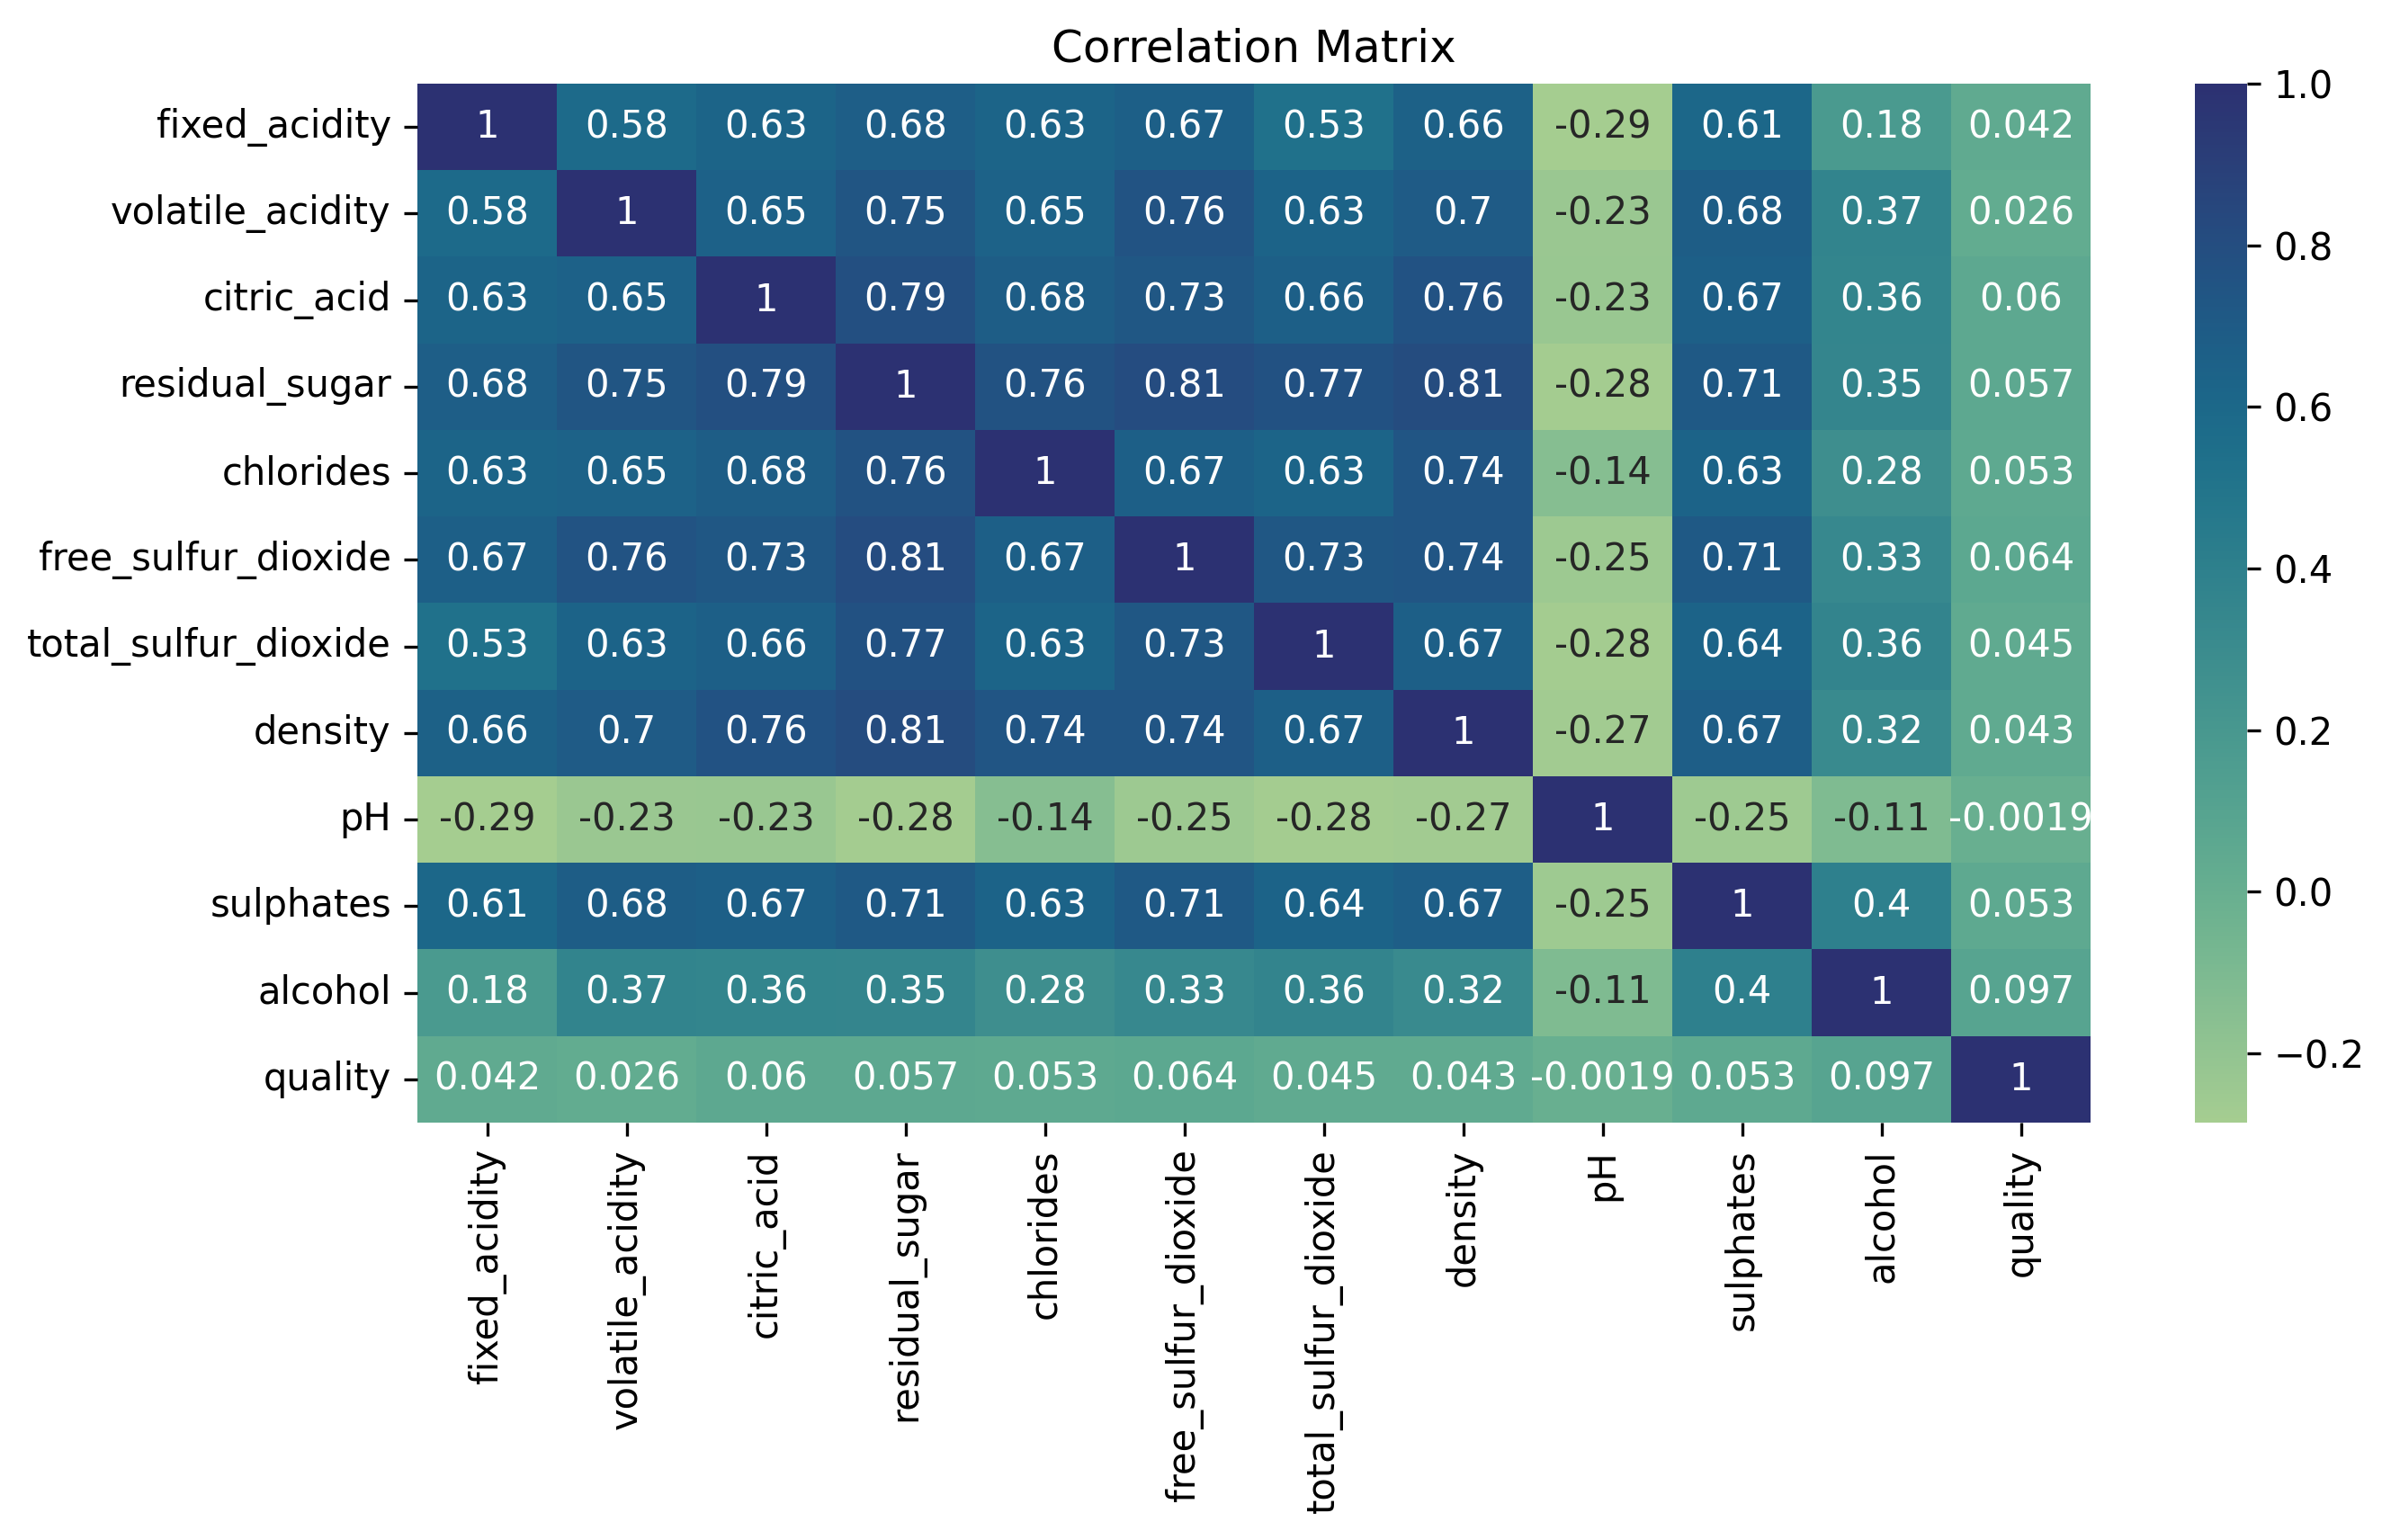 Correlation Matrix
fixed_acidity 1 0.58 0.63 0.68 0.63 0.67 0.53 0.66 -0.29 0.61 0.18 0.042
volatile_acidity 0.58 1 0.65 0.75 0.65 0.76 0.63 0.7 -0.23 0.68 0.37 0.026
citric_acid 0.63 0.65 1 0.79 0.68 0.73 0.66 0.76 -0.23 0.67 0.36 0.06
residual_sugar 0.68 0.75 0.79 1 0.76 0.81 0.77 0.81 -0.28 0.71 0.35 0.057
chlorides 0.63 0.65 0.68 0.76 1 0.67 0.63 0.74 -0.14 0.63 0.28 0.053
free_sulfur_dioxide 0.67 0.76 0.73 0.81 0.67 1 0.73 0.74 -0.25 0.71 0.33 0.064
total_sulfur_dioxide 0.53 0.63 0.66 0.77 0.63 0.73 1 0.67 -0.28 0.64 0.36 0.045
density 0.66 0.7 0.76 0.81 0.74 0.74 0.67 1 -0.27 0.67 0.32 0.043
pH -0.29 -0.23 -0.23 -0.28 -0.14 -0.25 -0.28 -0.27 1 -0.25 -0.11 -0.0019
sulphates 0.61 0.68 0.67 0.71 0.63 0.71 0.64 0.67 -0.25 1 0.4 0.053
alcohol 0.18 0.37 0.36 0.35 0.28 0.33 0.36 0.32 -0.11 0.4 1 0.097
quality 0.042 0.026 0.06 0.057 0.053 0.064 0.045 0.043 -0.0019 0.053 0.097 1
fixed_acidity
volatile_acidity
citric_acid
residual_sugar
chlorides
free_sulfur_dioxide
total_sulfur_dioxide
density
pH
sulphates
alcohol
quality
1.0
0.8
0.6
0.4
0.2
0.0
−0.2